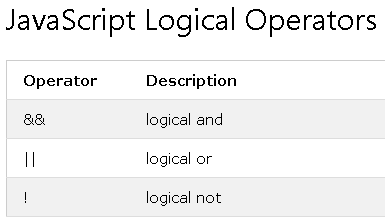 JavaScript Logical Operators
Operator Description
&& logical and
|| logical or
! logical not